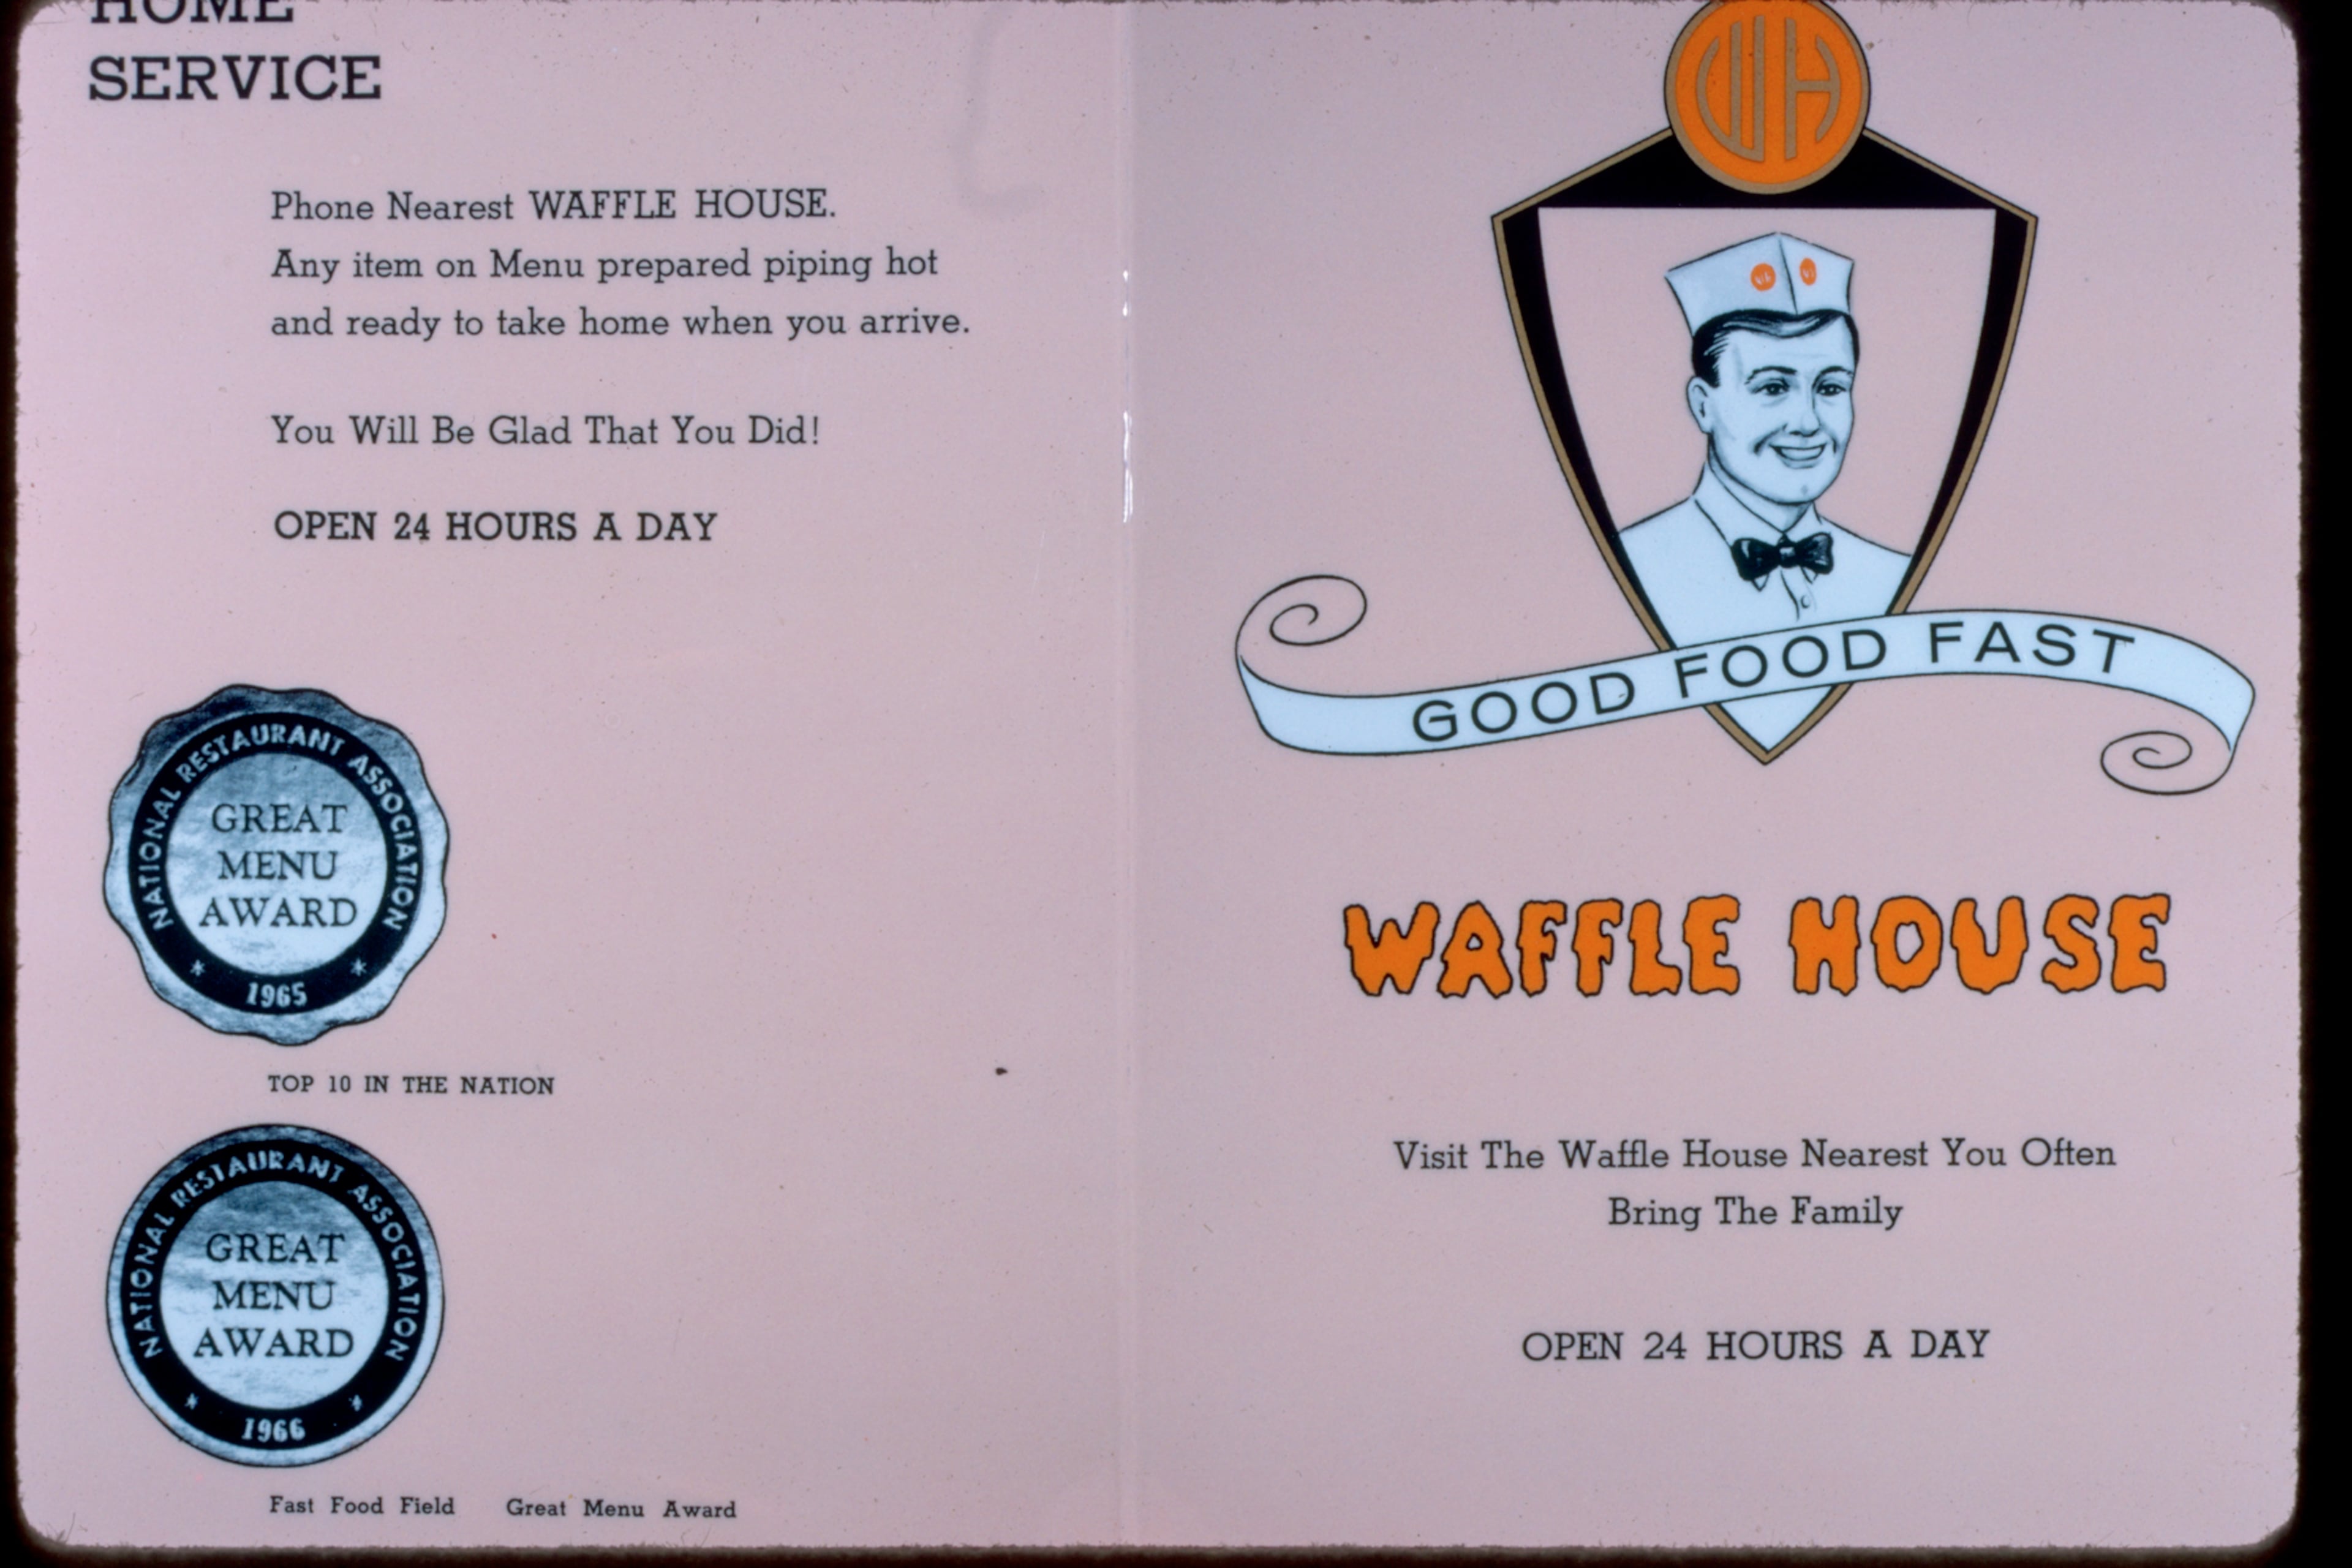 HOME
SERVICE
Phone Nearest WAFFLE HOUSE.
Any item on Menu prepared piping hot
and ready to take home when you arrive.
You Will Be Glad That You Did!
OPEN 24 HOURS A DAY
NATIONAL RESTAURANT ASSOCIATION
GREAT
MENU
AWARD
1965
TOP 10 IN THE NATION
NATIONAL RESTAURANT ASSOCIATION
GREAT
MENU
AWARD
1966
Fast Food Field Great Menu Award
WH
GOOD FOOD FAST
WAFFLE HOUSE
Visit The Waffle House Nearest You Often
Bring The Family
OPEN 24 HOURS A DAY